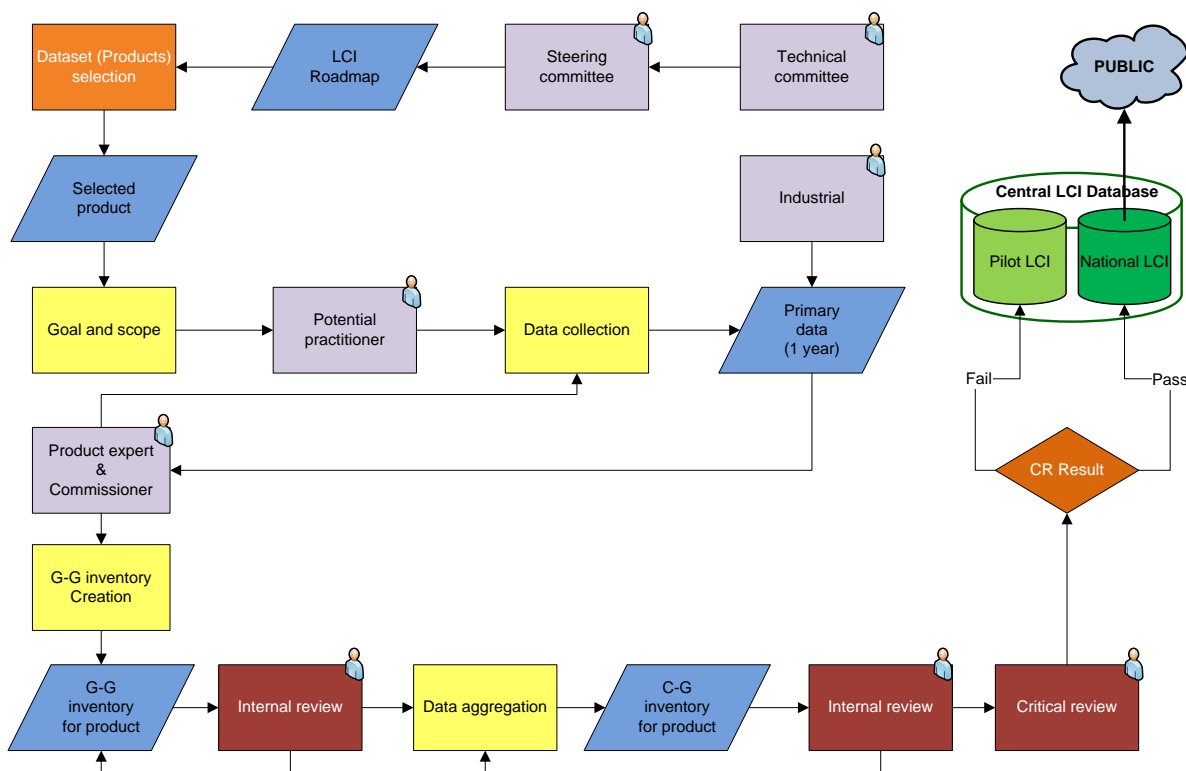 Dataset (Products)
selection
LCI
Roadmap
Steering
committee
Technical
committee
PUBLIC
Selected
product
Industrial
Central LCI Database
Pilot LCI
National LCI
Goal and scope
Potential
practitioner
Data collection
Primary
data
(1 year)
Fail
Pass
Product expert
&
Commissioner
CR Result
G-G inventory
Creation
G-G
inventory
for product
Internal review
Data aggregation
C-G
inventory
for product
Internal review
Critical review